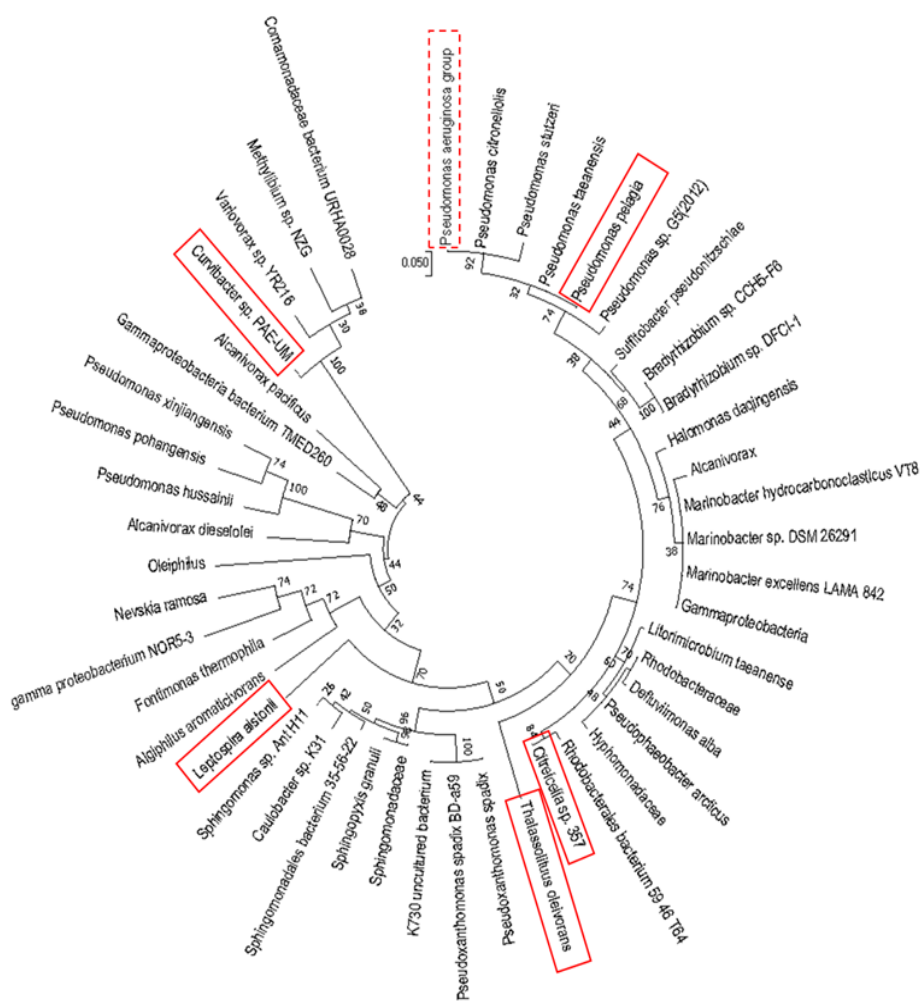 Pseudomonas aeruginosa group
Pseudomonas citronellolis
Pseudomonas stutzeri
Pseudomonas taeanensis
Pseudomonas pelagia
Pseudomonas sp. G5(2012)
Sulfitobacter pseudonitzschiae
Bradyrhizobium sp. CCH5-F6
Bradyrhizobium sp. DFCI-1
Halomonas daqingensis
Alcanivorax
Marinobacter hydrocarbonoclasticus VT8
Marinobacter sp. DSM 26291
Marinobacter excellens LAMA 842
Gammaproteobacteria
Litorimicrobium taeanense
Rhodobacteraceae
Defluviimonas alba
Pseudophaeobacter arcticus
Hyphomonadaceae
Rhodobacterales bacterium 59 46 T64
Citreicella sp. 357
Thalassolituus oleivorans
Pseudoxanthomonas spadix
Pseudoxanthomonas spadix BD-a59
K730 uncultured bacterium
Sphingomonadaceae
Sphingopyxis granuli
Sphingomonadales bacterium 35-56-22
Caulobacter sp. K31
Sphingomonas sp. Ant H11
Leptospira alstonii
Algiphilus aromaticivorans
Fontimonas thermophila
gamma proteobacterium NOR5-3
Nevskia ramosa
Oleiphilus
Alcanivorax dieselolei
Pseudomonas hussainii
Pseudomonas pohangensis
Pseudomonas xinjiangensis
Gammaproteobacteria bacterium TMED260
Alcanivorax pacificus
Curvibacter sp. PAE-UM
Variovorax sp. YR216
Methylibium sp. NZG
Comamonadaceae bacterium URHA0028
0.050
92
32
74
38
68
100
44
76
38
74
70
60
48
84
20
50
100
96
96
50
42
26
70
72
72
74
32
50
44
70
100
74
48
44
100
30
38